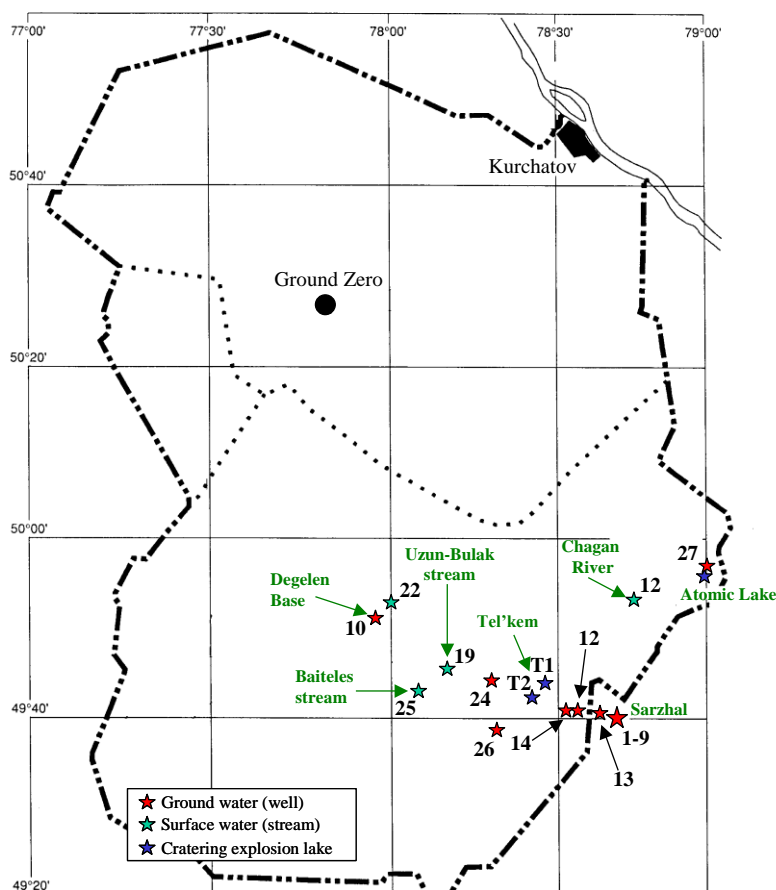 77°00'
77°30'
78°00'
78°30'
79°00'
Kurchatov
50°40'
Ground Zero
50°20'
50°00'
Uzun-Bulak
stream
Chagan
River
27
12
Atomic Lake
Degelen
Base
22
10
Tel'kem
12
19
T1
T2
24
Baiteles
stream
25
Sarzhal
49°40'
26
14
1-9
13
Ground water (well)
Surface water (stream)
Cratering explosion lake
49°20'